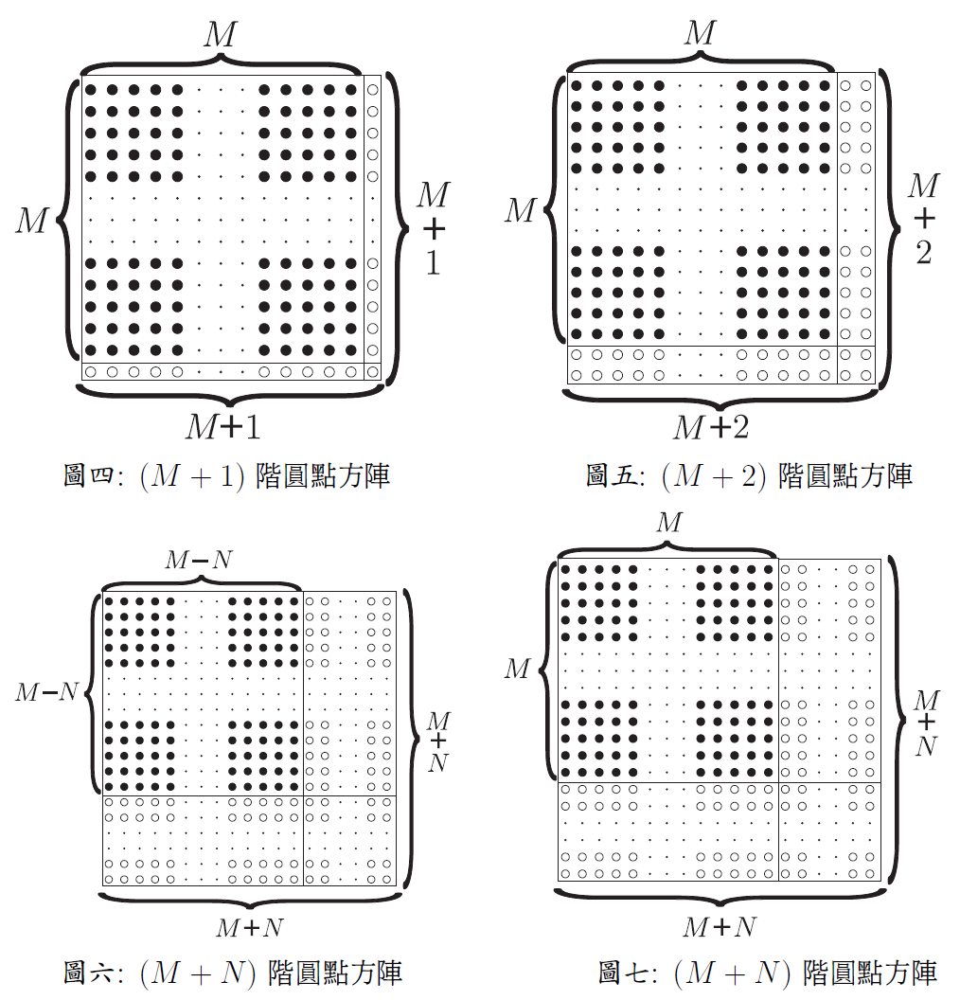 M
M
M
+
1
M+1
圖四: (M + 1) 階圓點方陣
M
M
M
+
2
M+2
圖五: (M + 2) 階圓點方陣
M−N
M−N
M
+
N
M+N
圖六: (M + N) 階圓點方陣
M
M
M
+
N
M+N
圖七: (M + N) 階圓點方陣